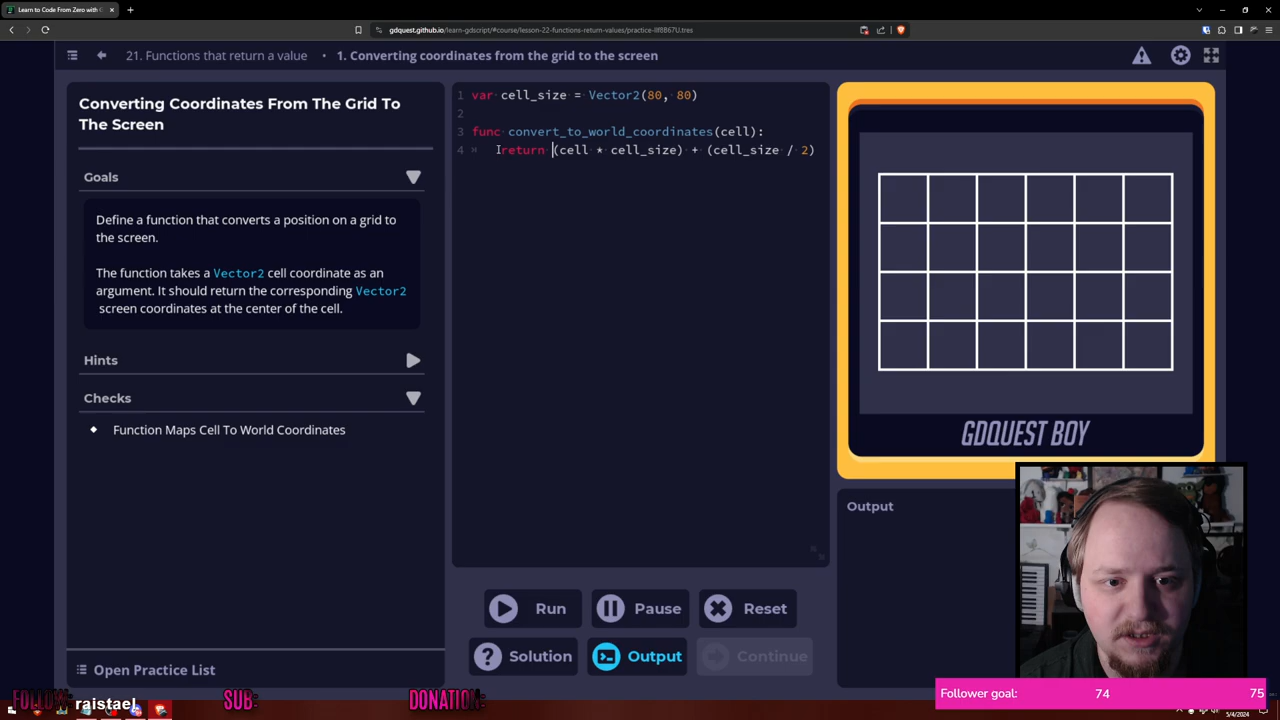 Learn to Code From Zero with G
gdquest.github.io/learn-gdscript/#course/lesson-22-functions-return-values/practice-llf8B67U.tres
21. Functions that return a value • 1. Converting coordinates from the grid to the screen
Converting Coordinates From The Grid To
The Screen
Goals
Define a function that converts a position on a grid to
the screen.
The function takes a Vector2 cell coordinate as an
argument. It should return the corresponding Vector2
screen coordinates at the center of the cell.
Hints
Checks
Function Maps Cell To World Coordinates
Open Practice List
1 var cell_size = Vector2(80, 80)
2
3 func convert_to_world_coordinates(cell):
4 return (cell * cell_size) + (cell_size / 2)
Run
Pause
Reset
Solution
Output
Continue
GDQUEST BOY
Output
FOLLOW: raistael
SUB:
DONATION:
Follower goal: 74 75
5/4/2024